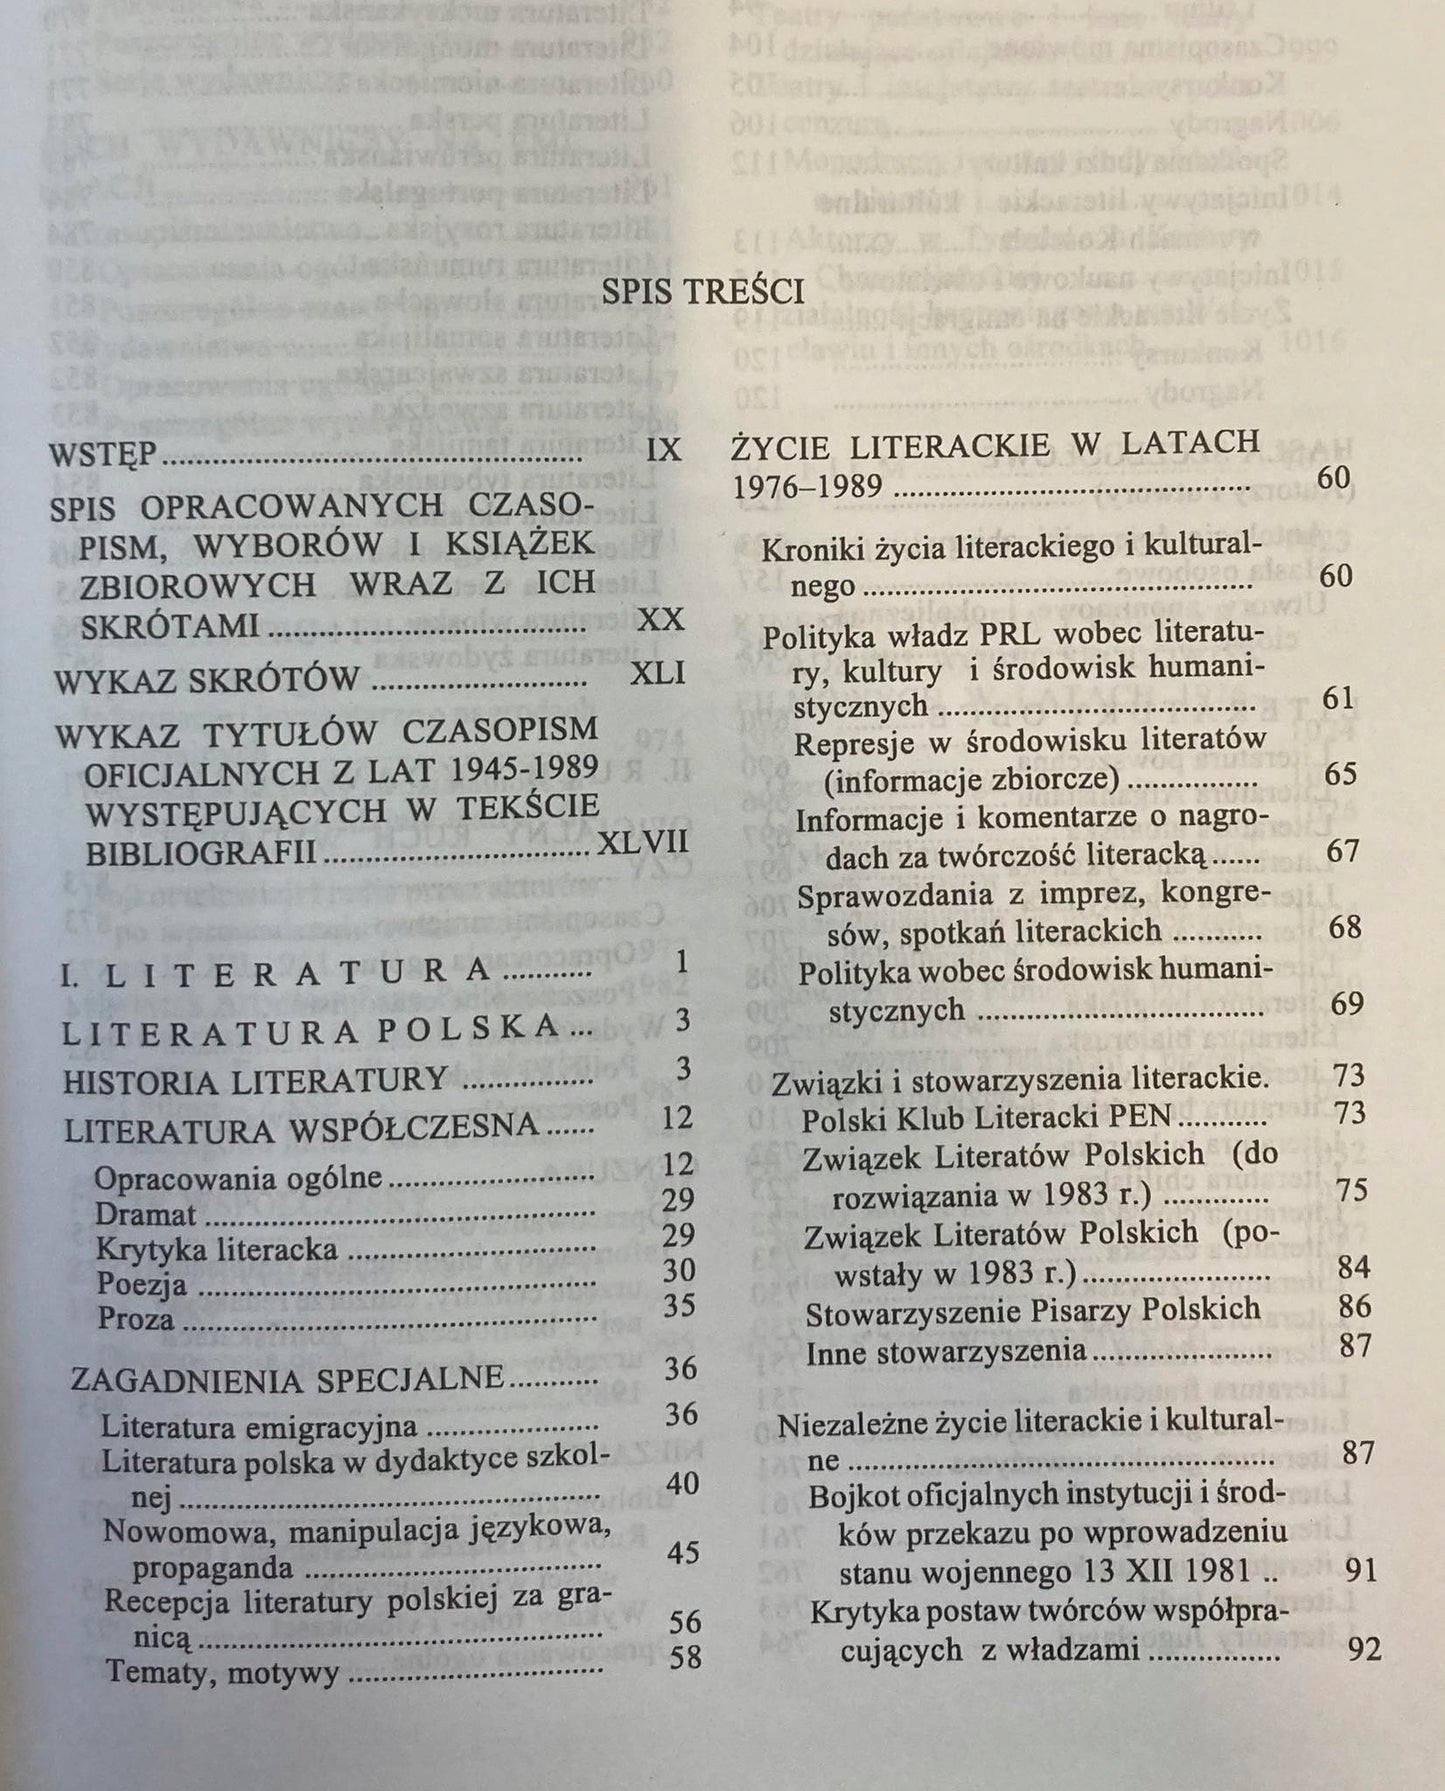 SPIS TREŚCI
WSTĘP.................................................... IX
SPIS OPRACOWANYCH CZASO-
PISM, WYBORÓW I KSIĄŻEK
ZBIOROWYCH WRAZ Z ICH
SKRÓTAMI....................................... XX
WYKAZ SKRÓTÓW ........................... XLI
WYKAZ TYTUŁÓW CZASOPISM
OFICJALNYCH Z LAT 1945-1989
WYSTĘPUJĄCYCH W TEKŚCIE
BIBLIOGRAFII................................. XLVII
I. L I T E R A T U R A ........... 1
L I T E R A T U R A P O L S K A ... 3
HISTORIA LITERATURY ................ 3
LITERATURA WSPÓŁCZESNA...... 12
Opracowania ogólne.......................... 12
Dramat ................................................ 29
Krytyka literacka ............................... 29
Poezja ................................................. 30
Proza ................................................... 35
ZAGADNIENIA SPECJALNE........... 36
Literatura emigracyjna ..................... 36
Literatura polska w dydaktyce szkol-
nej .................................................... 40
Nowomowa, manipulacja językowa,
propaganda ..................................... 45
Recepcja literatury polskiej za gra-
nicą .................................................. 56
Tematy, motywy ............................... 58
ŻYCIE LITERACKIE W LATACH
1976–1989 ............................................ 60
Kroniki życia literackiego i kultural-
nego ................................................ 60
Polityka władz PRL wobec literatu-
ry, kultury i środowisk humani-
stycznych ....................................... 61
Represje w środowisku literatów
(informacje zbiorcze) ................ 65
Informacje i komentarze o nagro-
dach za twórczość literacką...... 67
Sprawozdania z imprez, kongre-
sów, spotkań literackich ........... 68
Polityka wobec środowisk humani-
stycznych ................................... 69
Związki i stowarzyszenia literackie. 73
Polski Klub Literacki PEN........... 73
Związek Literatów Polskich (do
rozwiązania w 1983 r.) ............. 75
Związek Literatów Polskich (po-
wstały w 1983 r.)....................... 84
Stowarzyszenie Pisarzy Polskich 86
Inne stowarzyszenia...................... 87
Niezależne życie literackie i kultural-
ne .................................................... 87
Bojkot oficjalnych instytucji i środ-
ków przekazu po wprowadzeniu
stanu wojennego 13 XII 1981 .. 91
Krytyka postaw twórców współpra-
cujących z władzami ................ 92